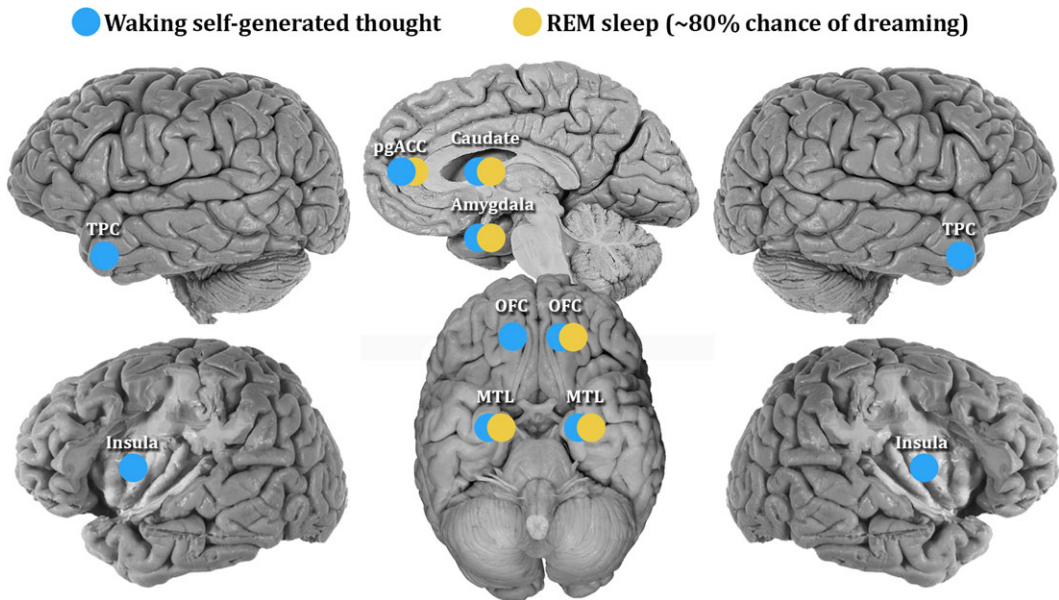 Waking self-generated thought
REM sleep (~80% chance of dreaming)
pgACC
Caudate
Amygdala
TPC
TPC
OFC
OFC
MTL
MTL
Insula
Insula